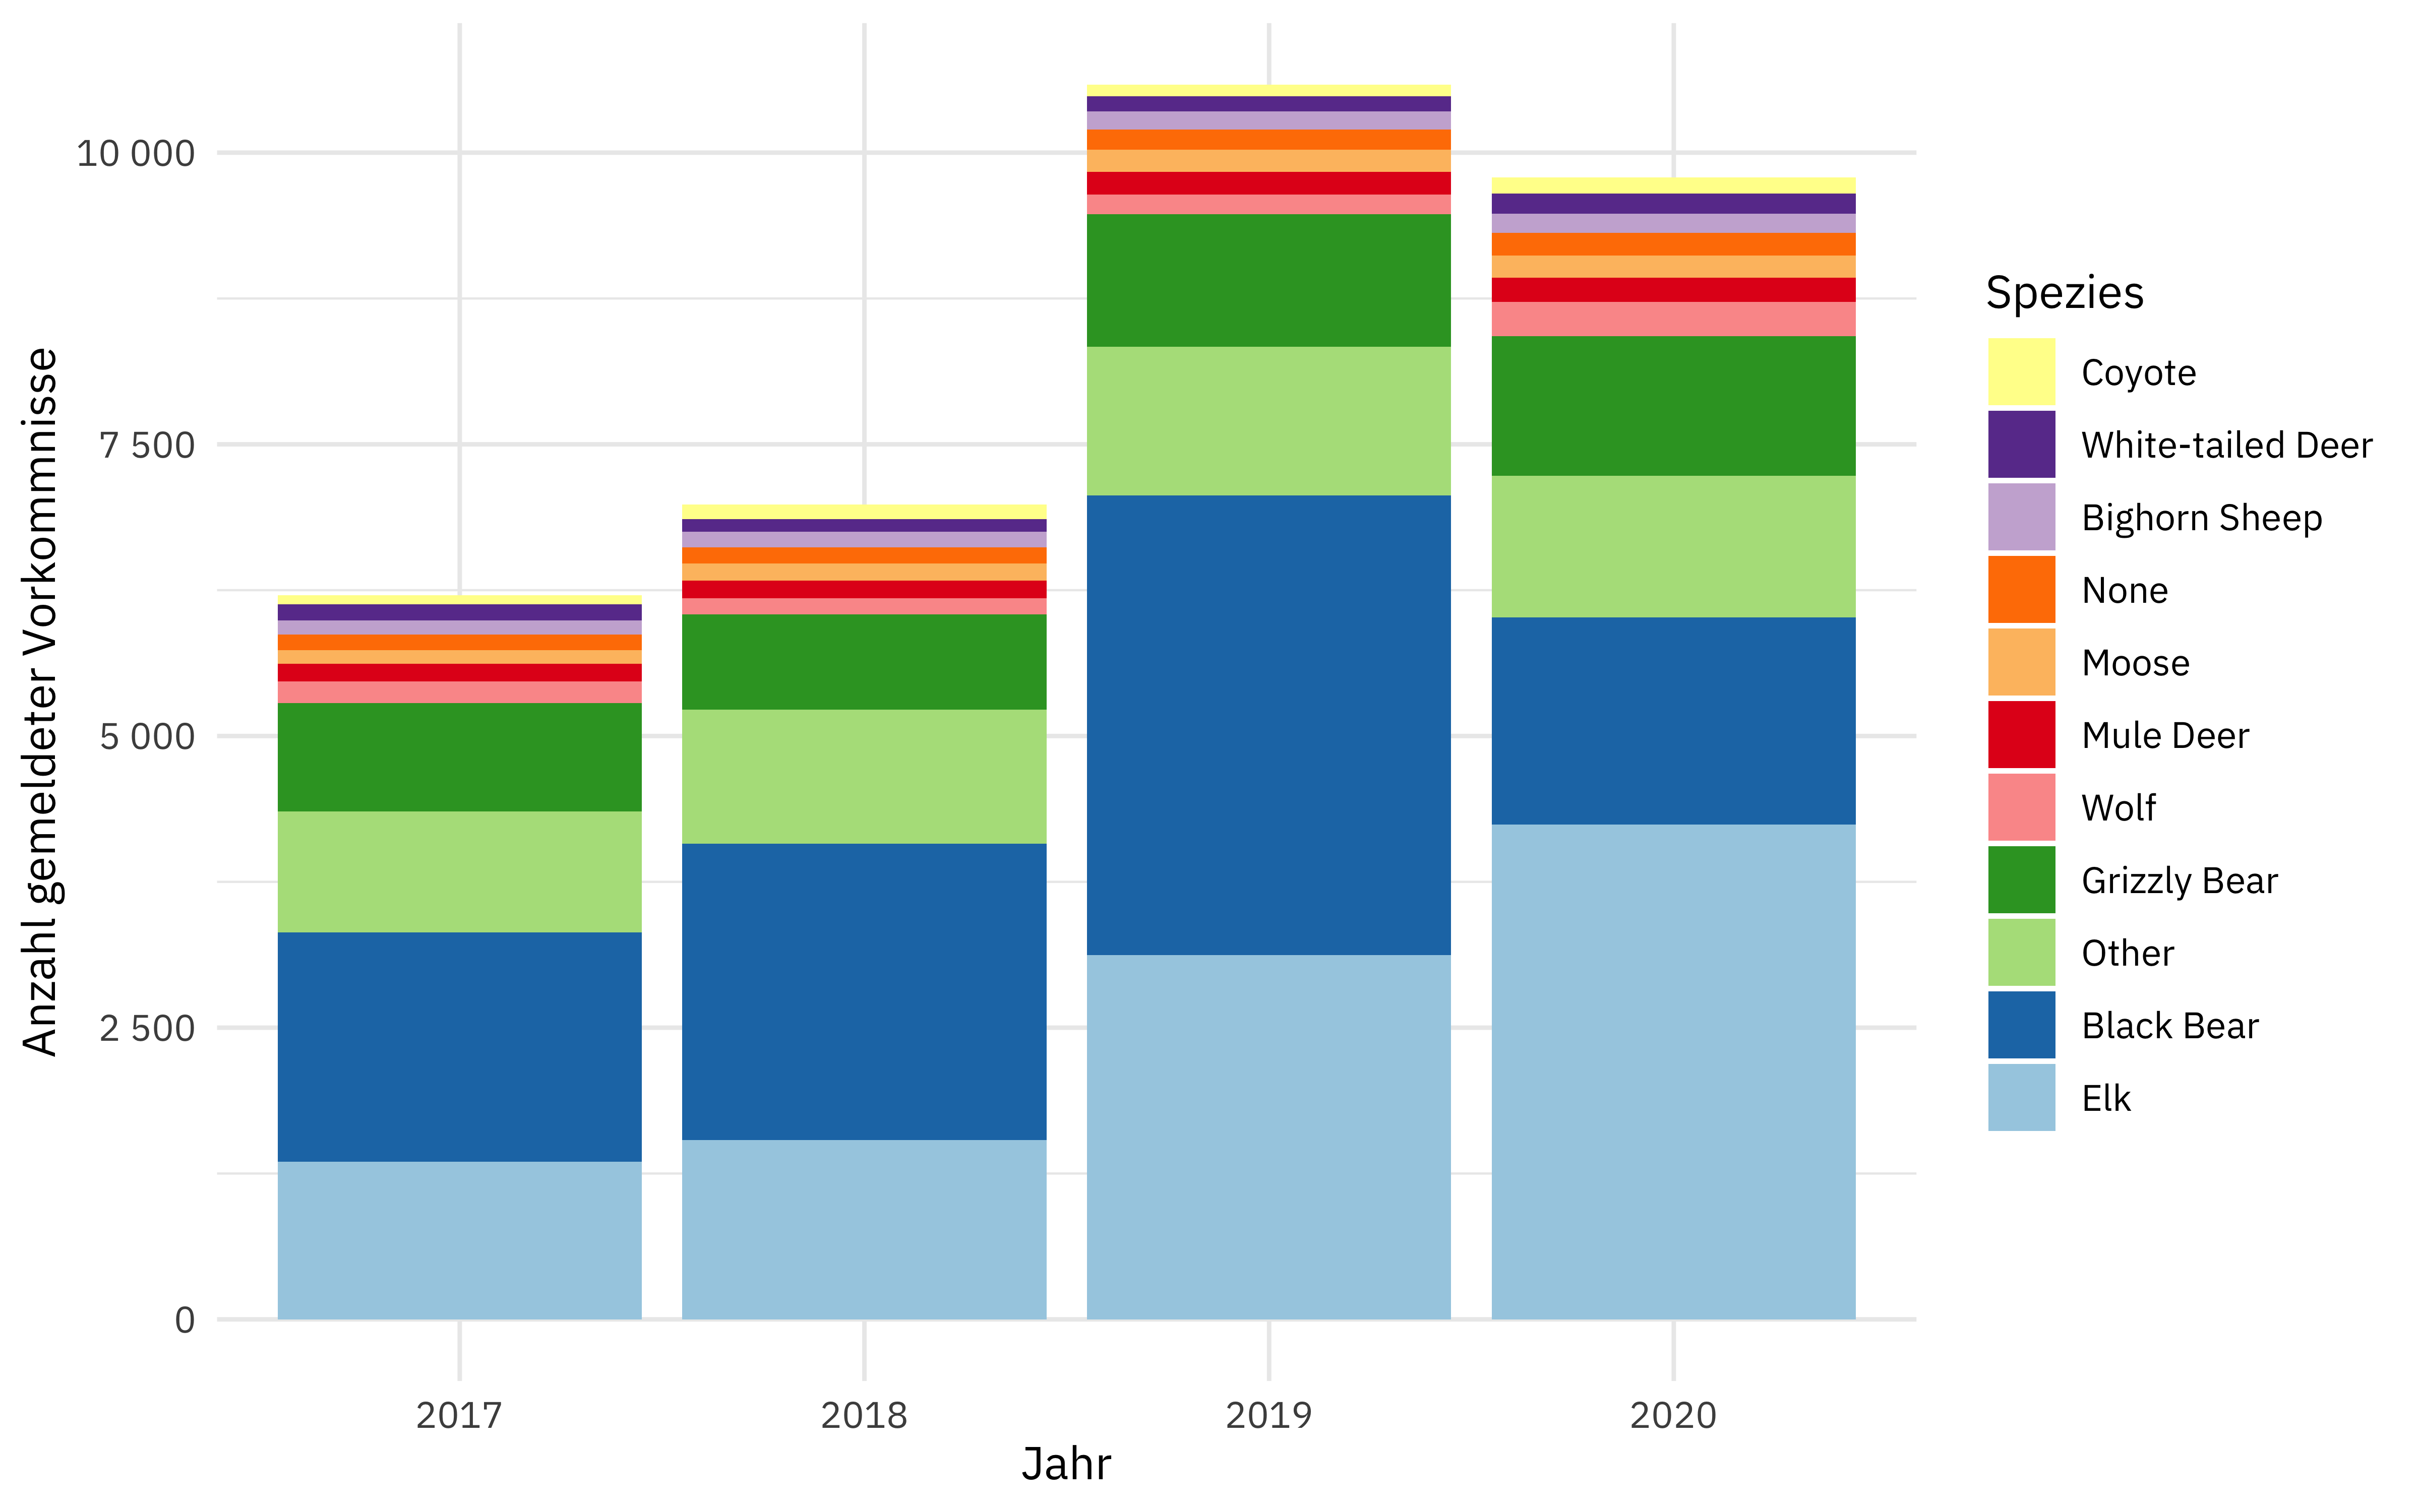 Anzahl gemeldeter Vorkommnisse
10 000
7 500
5 000
2 500
0
2017
2018
2019
2020
Jahr
Spezies
Coyote
White-tailed Deer
Bighorn Sheep
None
Moose
Mule Deer
Wolf
Grizzly Bear
Other
Black Bear
Elk